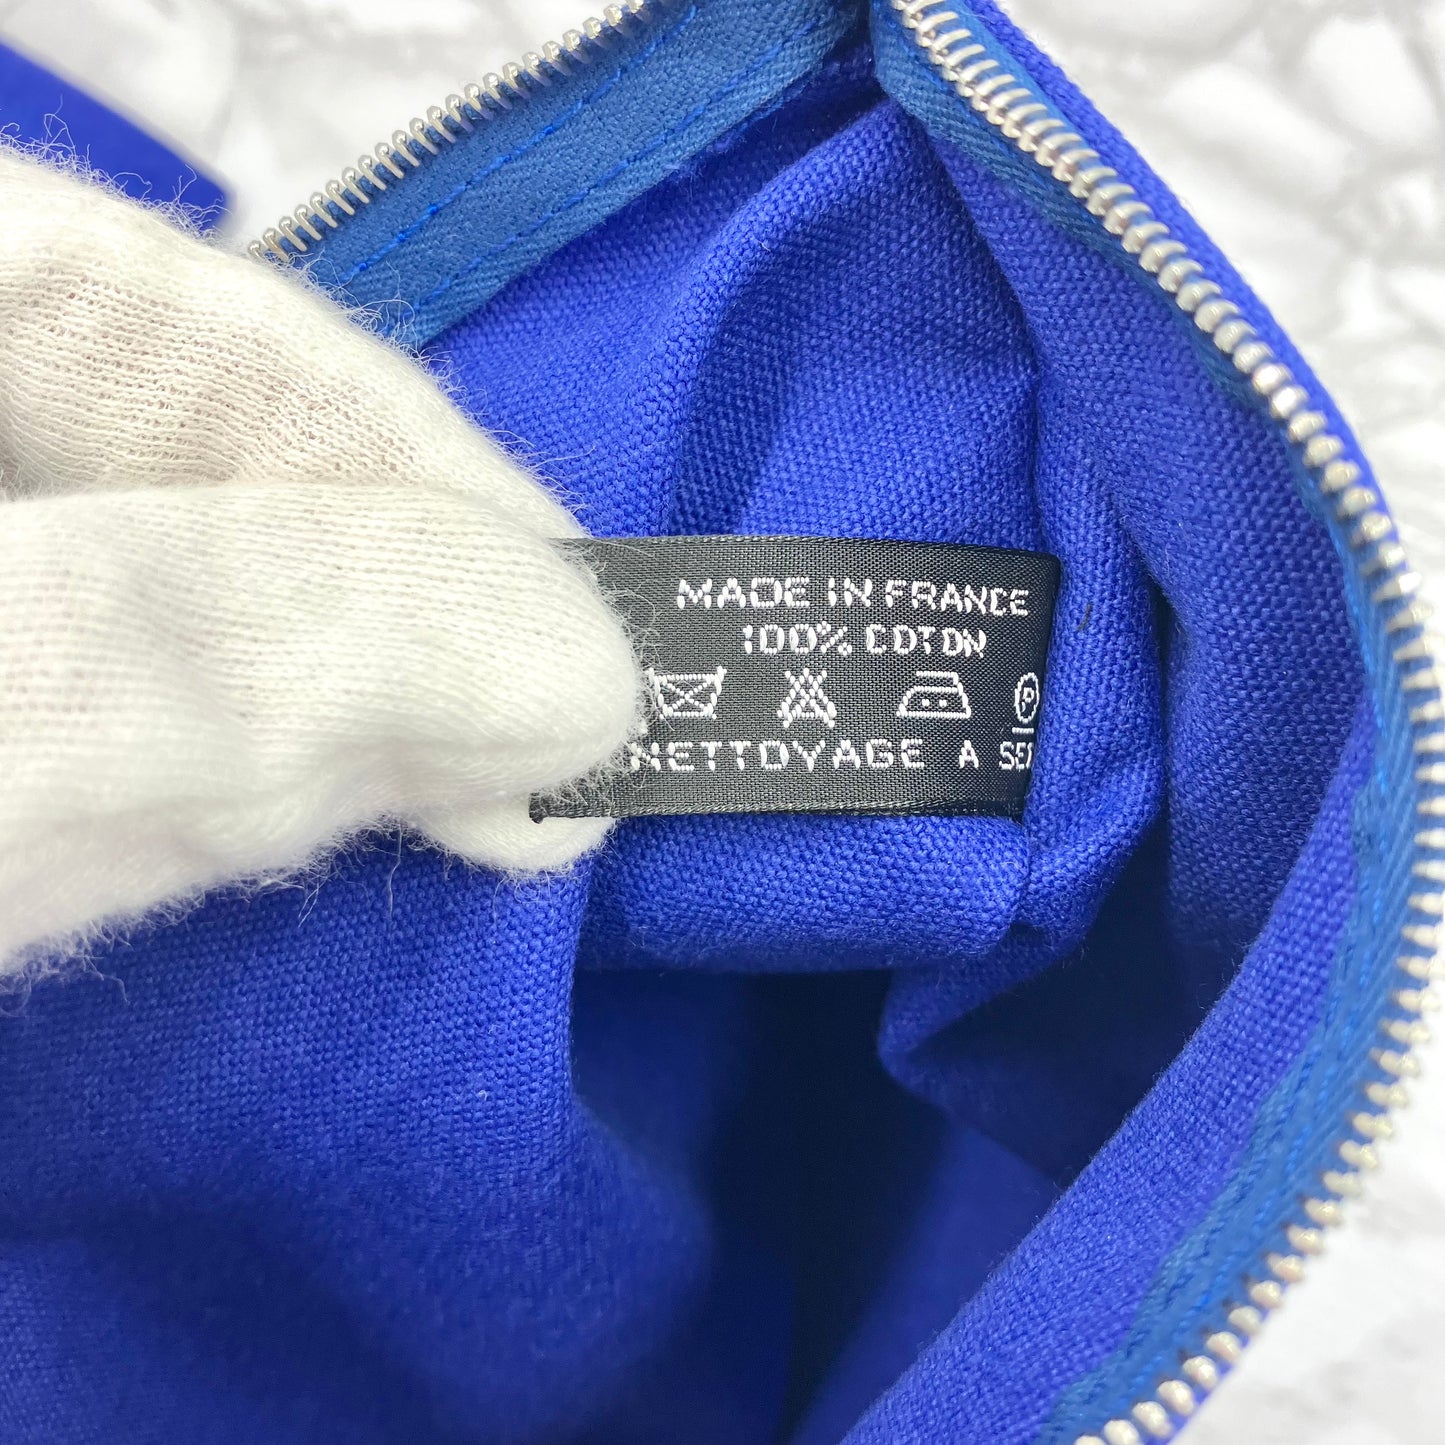 MADE IN FRANCE
100% COTON
P
NETTOYAGE A